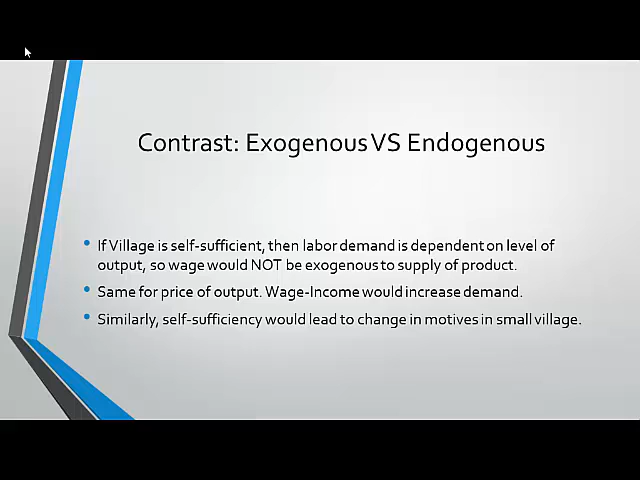 Contrast: Exogenous VS Endogenous
• If Village is self-sufficient, then labor demand is dependent on level of
output, so wage would NOT be exogenous to supply of product.
• Same for price of output. Wage-Income would increase demand.
• Similarly, self-sufficiency would lead to change in motives in small village.